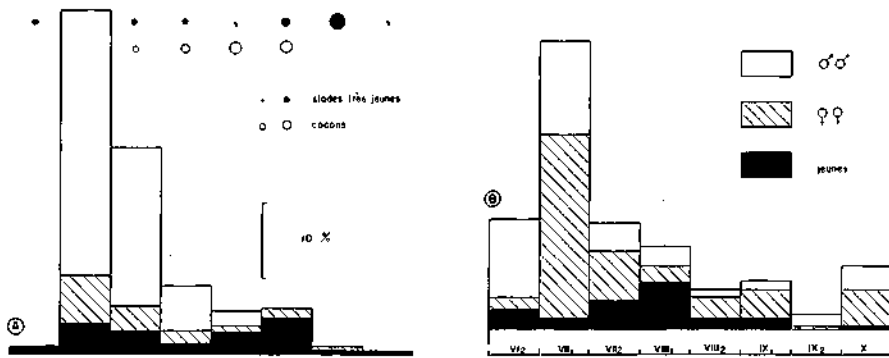 ♂♂
♀♀
jeunes
stades très jeunes
cocons
10 %
A
B
VI2 VII1 VII2 VIII1 VIII2 IX1 IX2 X